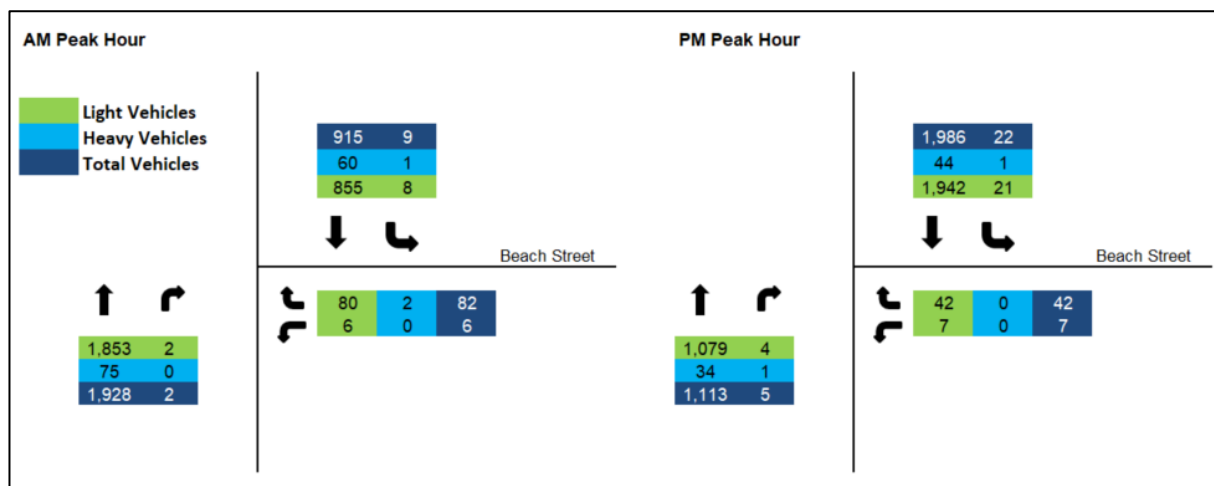 AM Peak Hour
Light Vehicles
Heavy Vehicles
Total Vehicles
915 9
60 1
855 8
Beach Street
80 2 82
6 0 6
1,853 2
75 0
1,928 2
PM Peak Hour
1,986 22
44 1
1,942 21
Beach Street
42 0 42
7 0 7
1,079 4
34 1
1,113 5